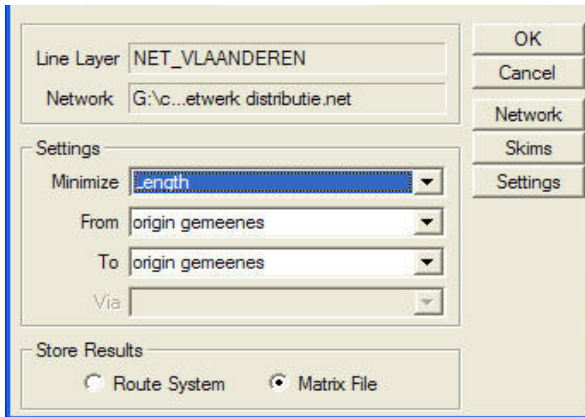 Line Layer NET_VLAANDEREN
Network G:\c...etwerk distributie.net
Settings
Minimize Length
From origin gemeenes
To origin gemeenes
Via
Store Results
Route System Matrix File
OK
Cancel
Network
Skims
Settings